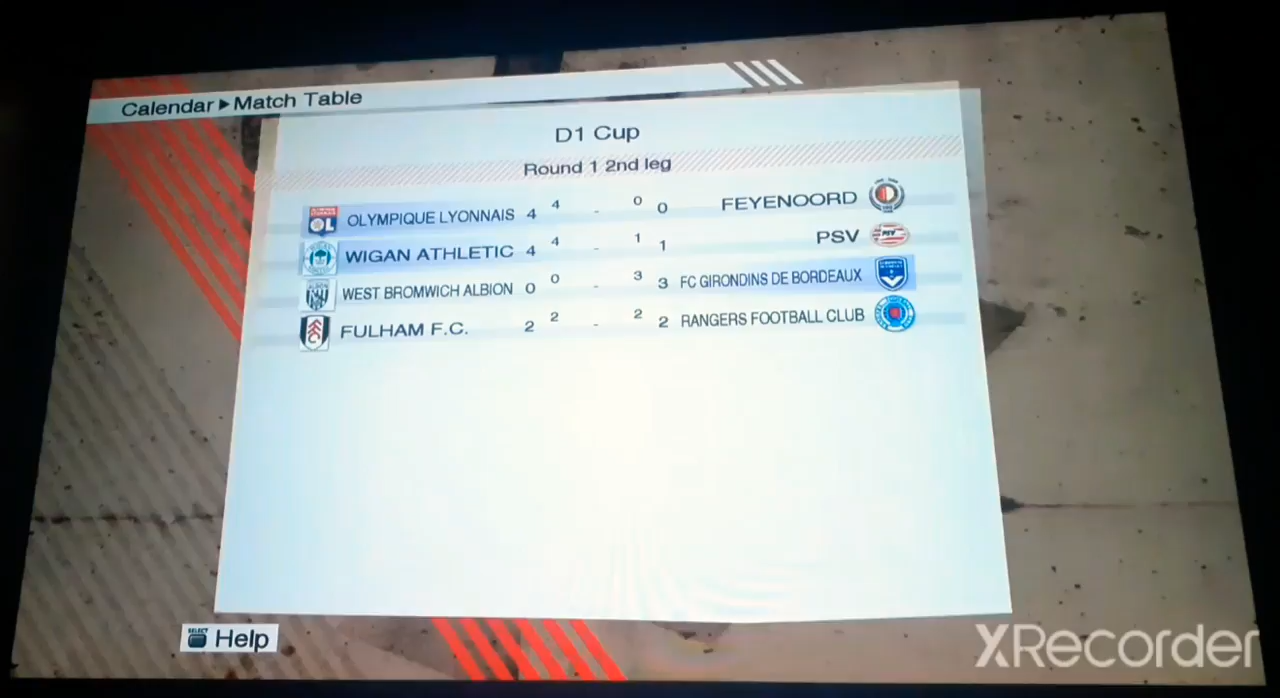 Calendar ▶ Match Table
D1 Cup
Round 1 2nd leg
OLYMPIQUE LYONNAIS 4 4 - 0 0 FEYENOORD
WIGAN ATHLETIC 4 4 - 1 1 PSV
WEST BROMWICH ALBION 0 0 - 3 3 FC GIRONDINS DE BORDEAUX
FULHAM F.C. 2 2 - 2 2 RANGERS FOOTBALL CLUB
SELECT Help
XRecorder